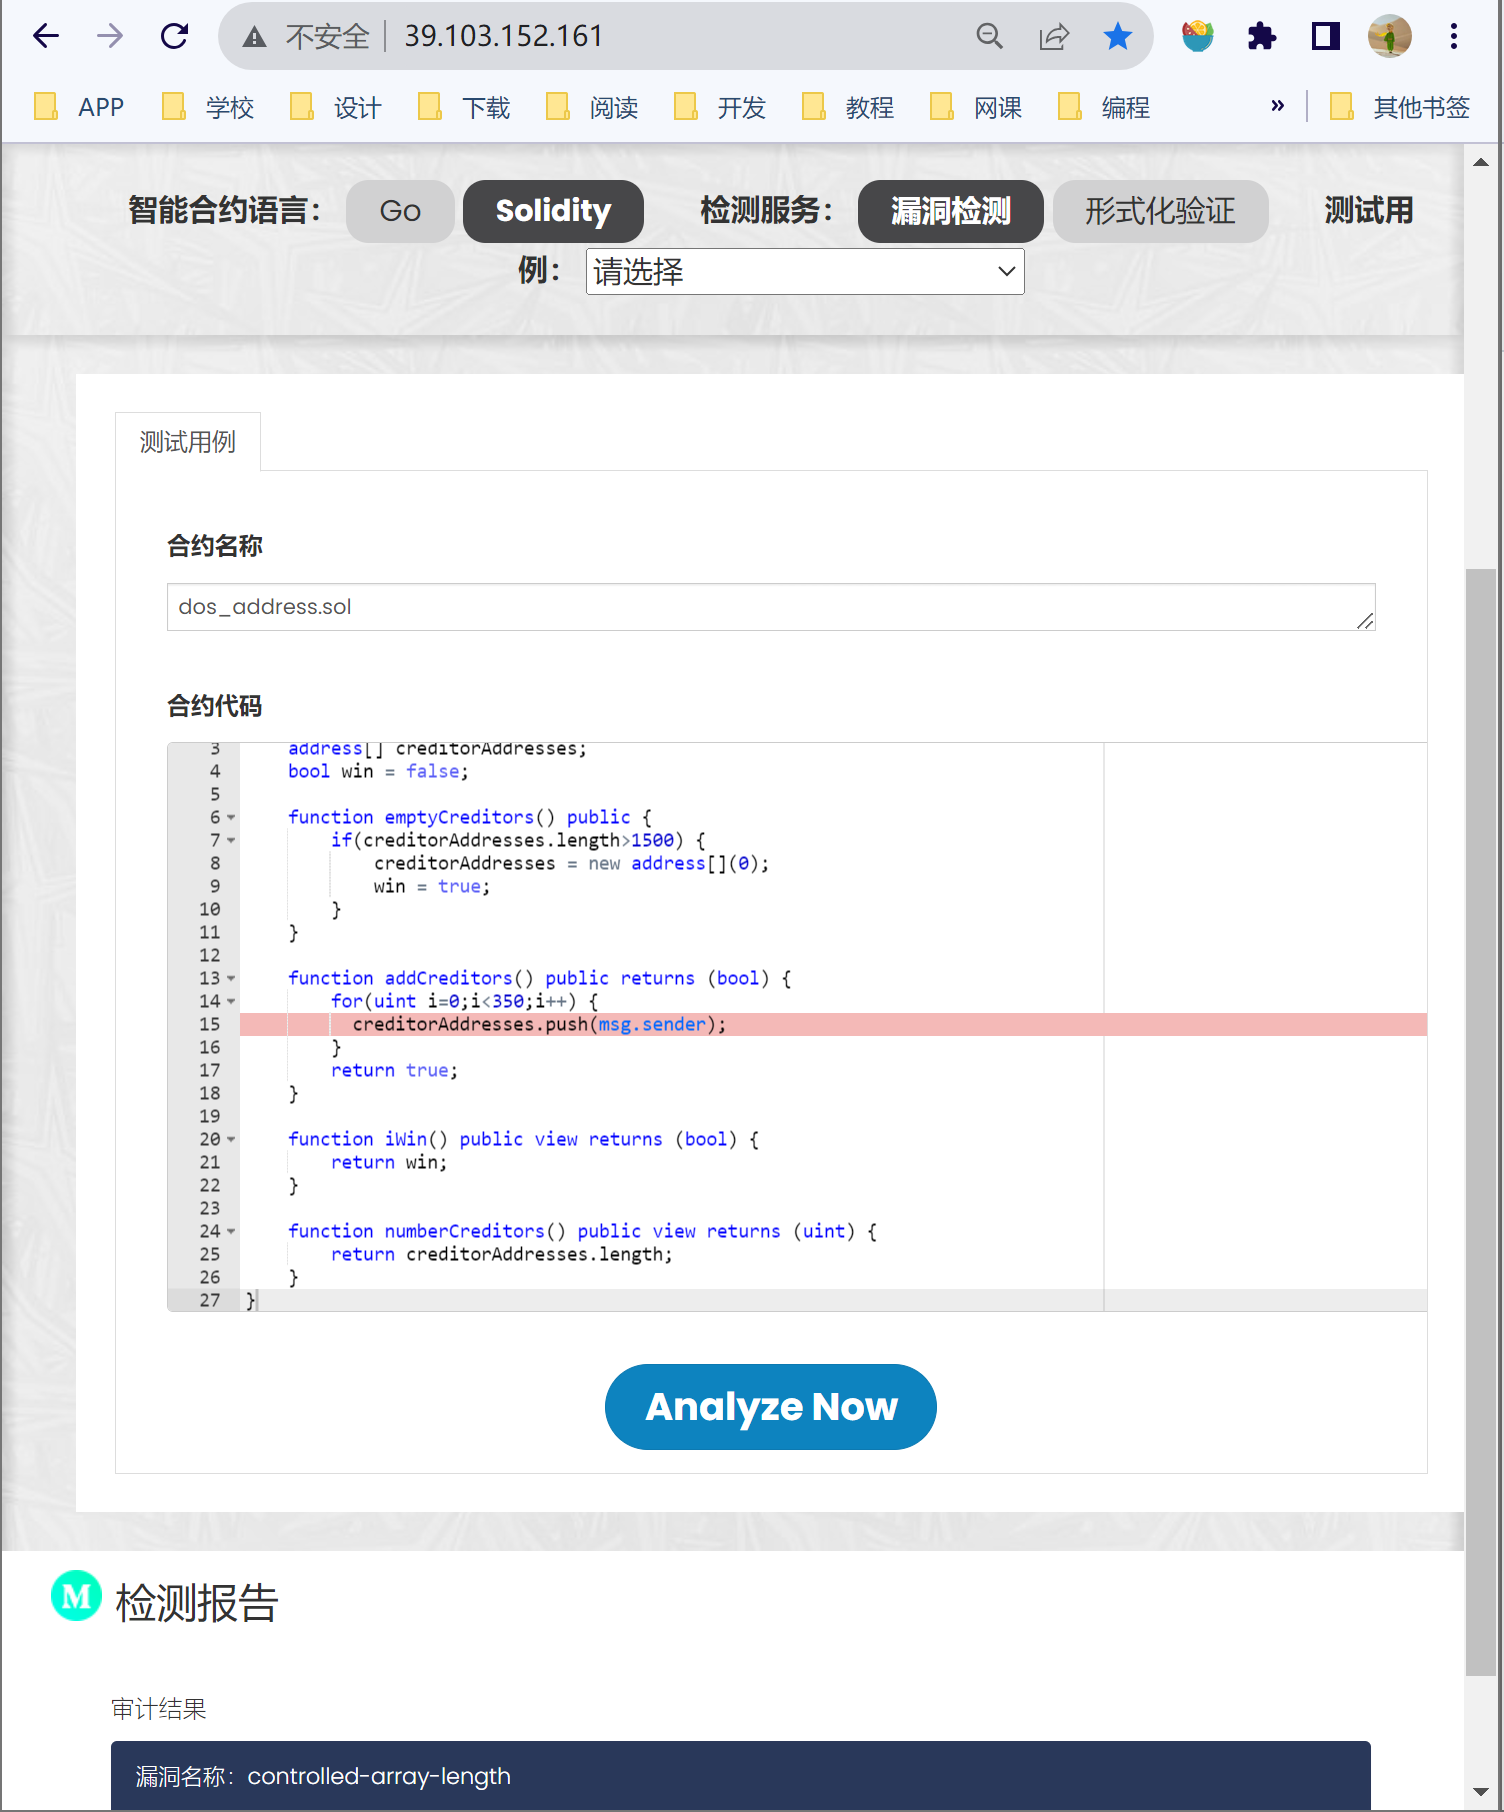 不安全 39.103.152.161
APP 学校 设计 下载 阅读 开发 教程 网课 编程 » 其他书签
智能合约语言： Go Solidity 检测服务： 漏洞检测 形式化验证 测试用
例： 请选择
测试用例
合约名称
dos_address.sol
合约代码
3 address[] creditorAddresses;
4 bool win = false;
5
6 function emptyCreditors() public {
7 if(creditorAddresses.length>1500) {
8 creditorAddresses = new address[](0);
9 win = true;
10 }
11 }
12
13 function addCreditors() public returns (bool) {
14 for(uint i=0;i<350;i++) {
15 creditorAddresses.push(msg.sender);
16 }
17 return true;
18 }
19
20 function iWin() public view returns (bool) {
21 return win;
22 }
23
24 function numberCreditors() public view returns (uint) {
25 return creditorAddresses.length;
26 }
27 }
Analyze Now
M 检测报告
审计结果
漏洞名称：controlled-array-length